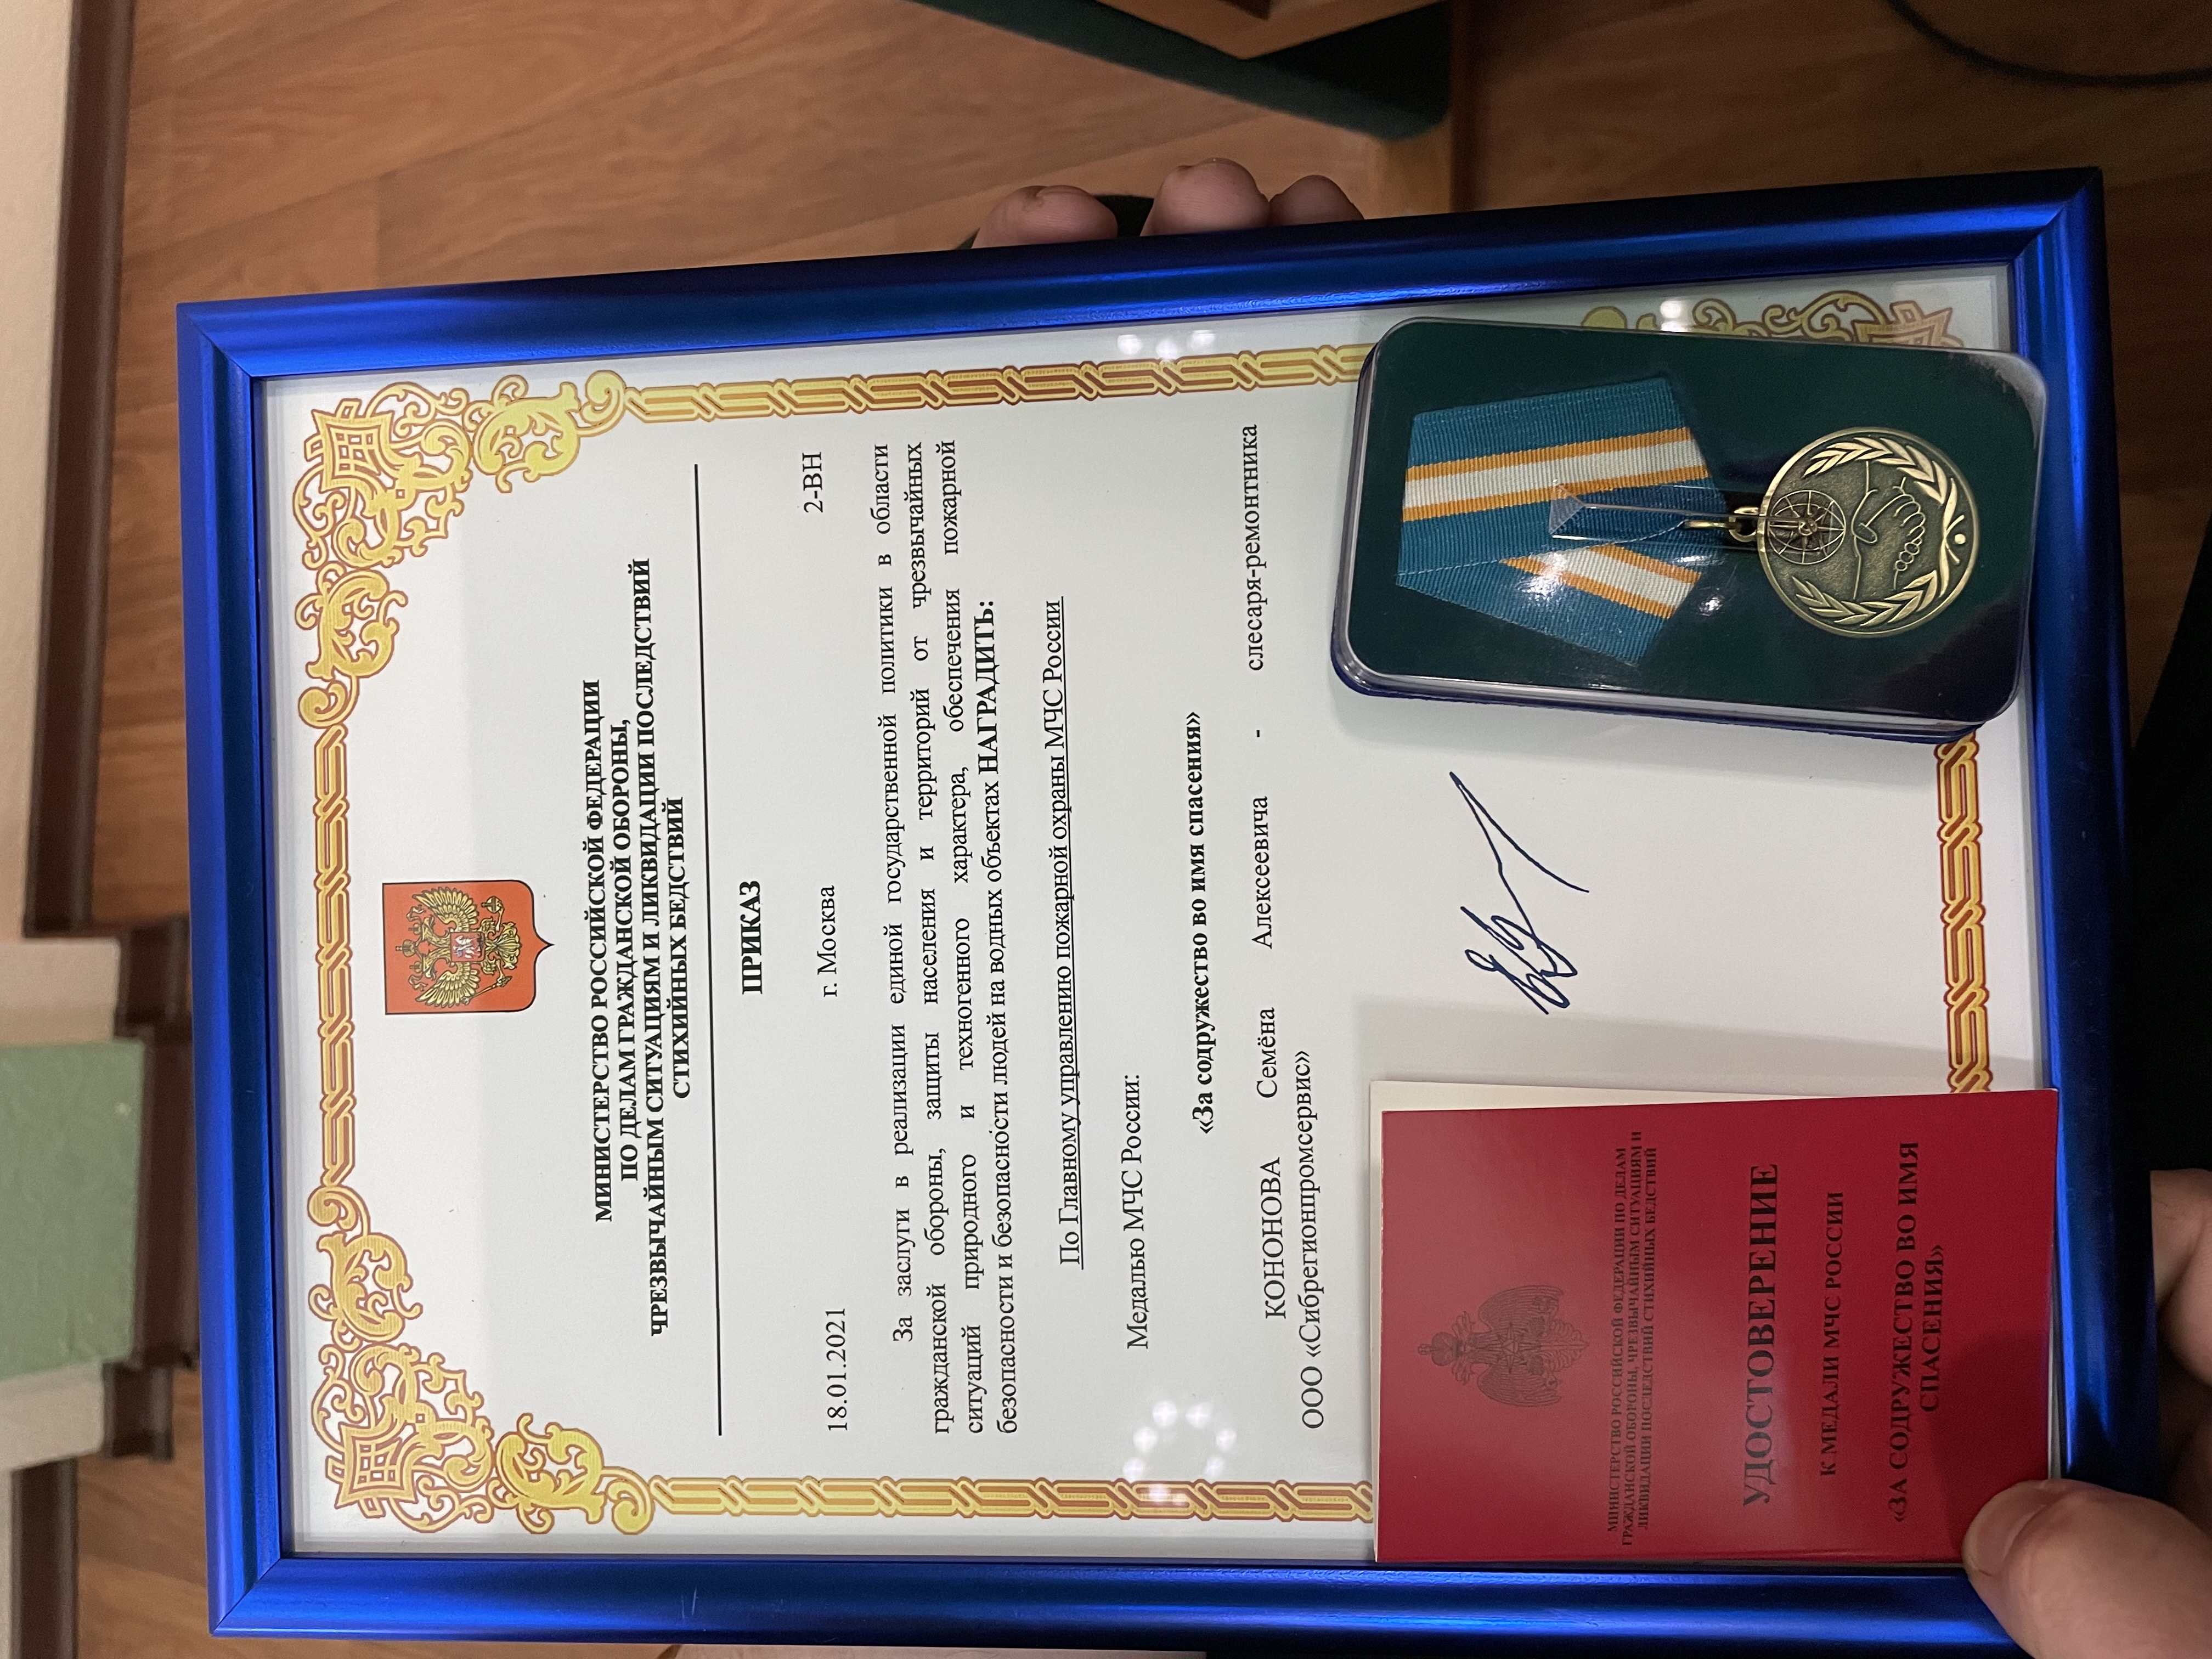 МИНИСТЕРСТВО РОССИЙСКОЙ ФЕДЕРАЦИИ
ПО ДЕЛАМ ГРАЖДАНСКОЙ ОБОРОНЫ,
ЧРЕЗВЫЧАЙНЫМ СИТУАЦИЯМ И ЛИКВИДАЦИИ ПОСЛЕДСТВИЙ
СТИХИЙНЫХ БЕДСТВИЙ
ПРИКАЗ
18.01.2021 г. Москва 2-ВН
За заслуги в реализации единой государственной политики в области
гражданской обороны, защиты населения и территорий от чрезвычайных
ситуаций природного и техногенного характера, обеспечения пожарной
безопасности и безопасности людей на водных объектах НАГРАДИТЬ:
По Главному управлению пожарной охраны МЧС России
Медалью МЧС России:
«За содружество во имя спасения»
КОНОНОВА Семёна Алексеевича - слесаря-ремонтника
ООО «Сибрегионпромсервис»
МИНИСТЕРСТВО РОССИЙСКОЙ ФЕДЕРАЦИИ ПО ДЕЛАМ
ГРАЖДАНСКОЙ ОБОРОНЫ, ЧРЕЗВЫЧАЙНЫМ СИТУАЦИЯМ И
ЛИКВИДАЦИИ ПОСЛЕДСТВИЙ СТИХИЙНЫХ БЕДСТВИЙ
УДОСТОВЕРЕНИЕ
К МЕДАЛИ МЧС РОССИИ
«ЗА СОДРУЖЕСТВО ВО ИМЯ
СПАСЕНИЯ»